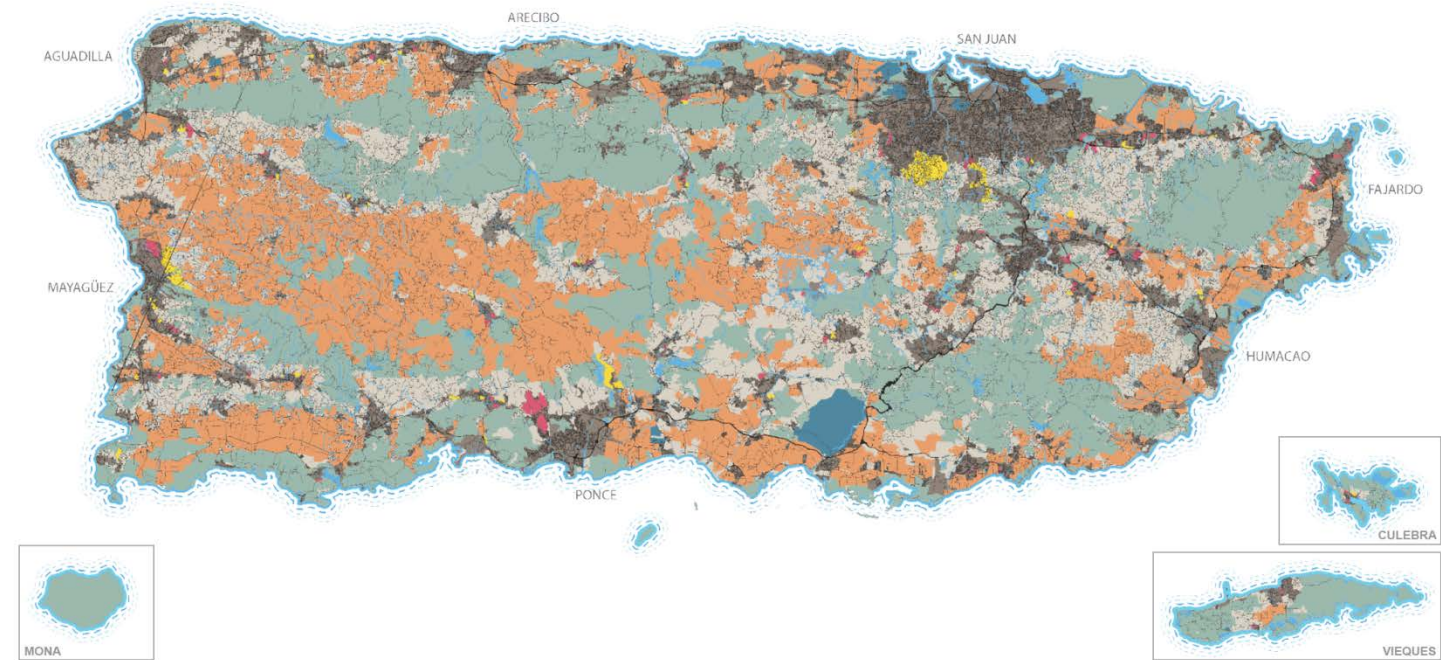 ARECIBO
SAN JUAN
AGUADILLA
FAJARDO
MAYAGÜEZ
HUMACAO
PONCE
CULEBRA
MONA
VIEQUES